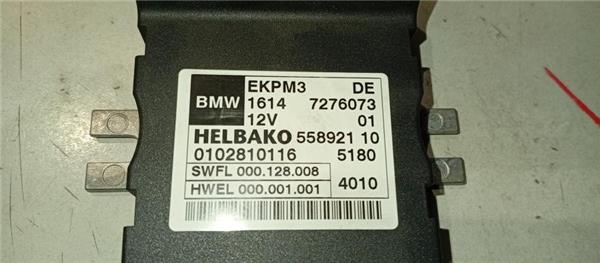 EKPM3 DE
BMW 1614 7276073
12V 01
HELBAKO 558921 10
0102810116 5180
SWFL 000.128.008
HWEL 000.001.001 4010